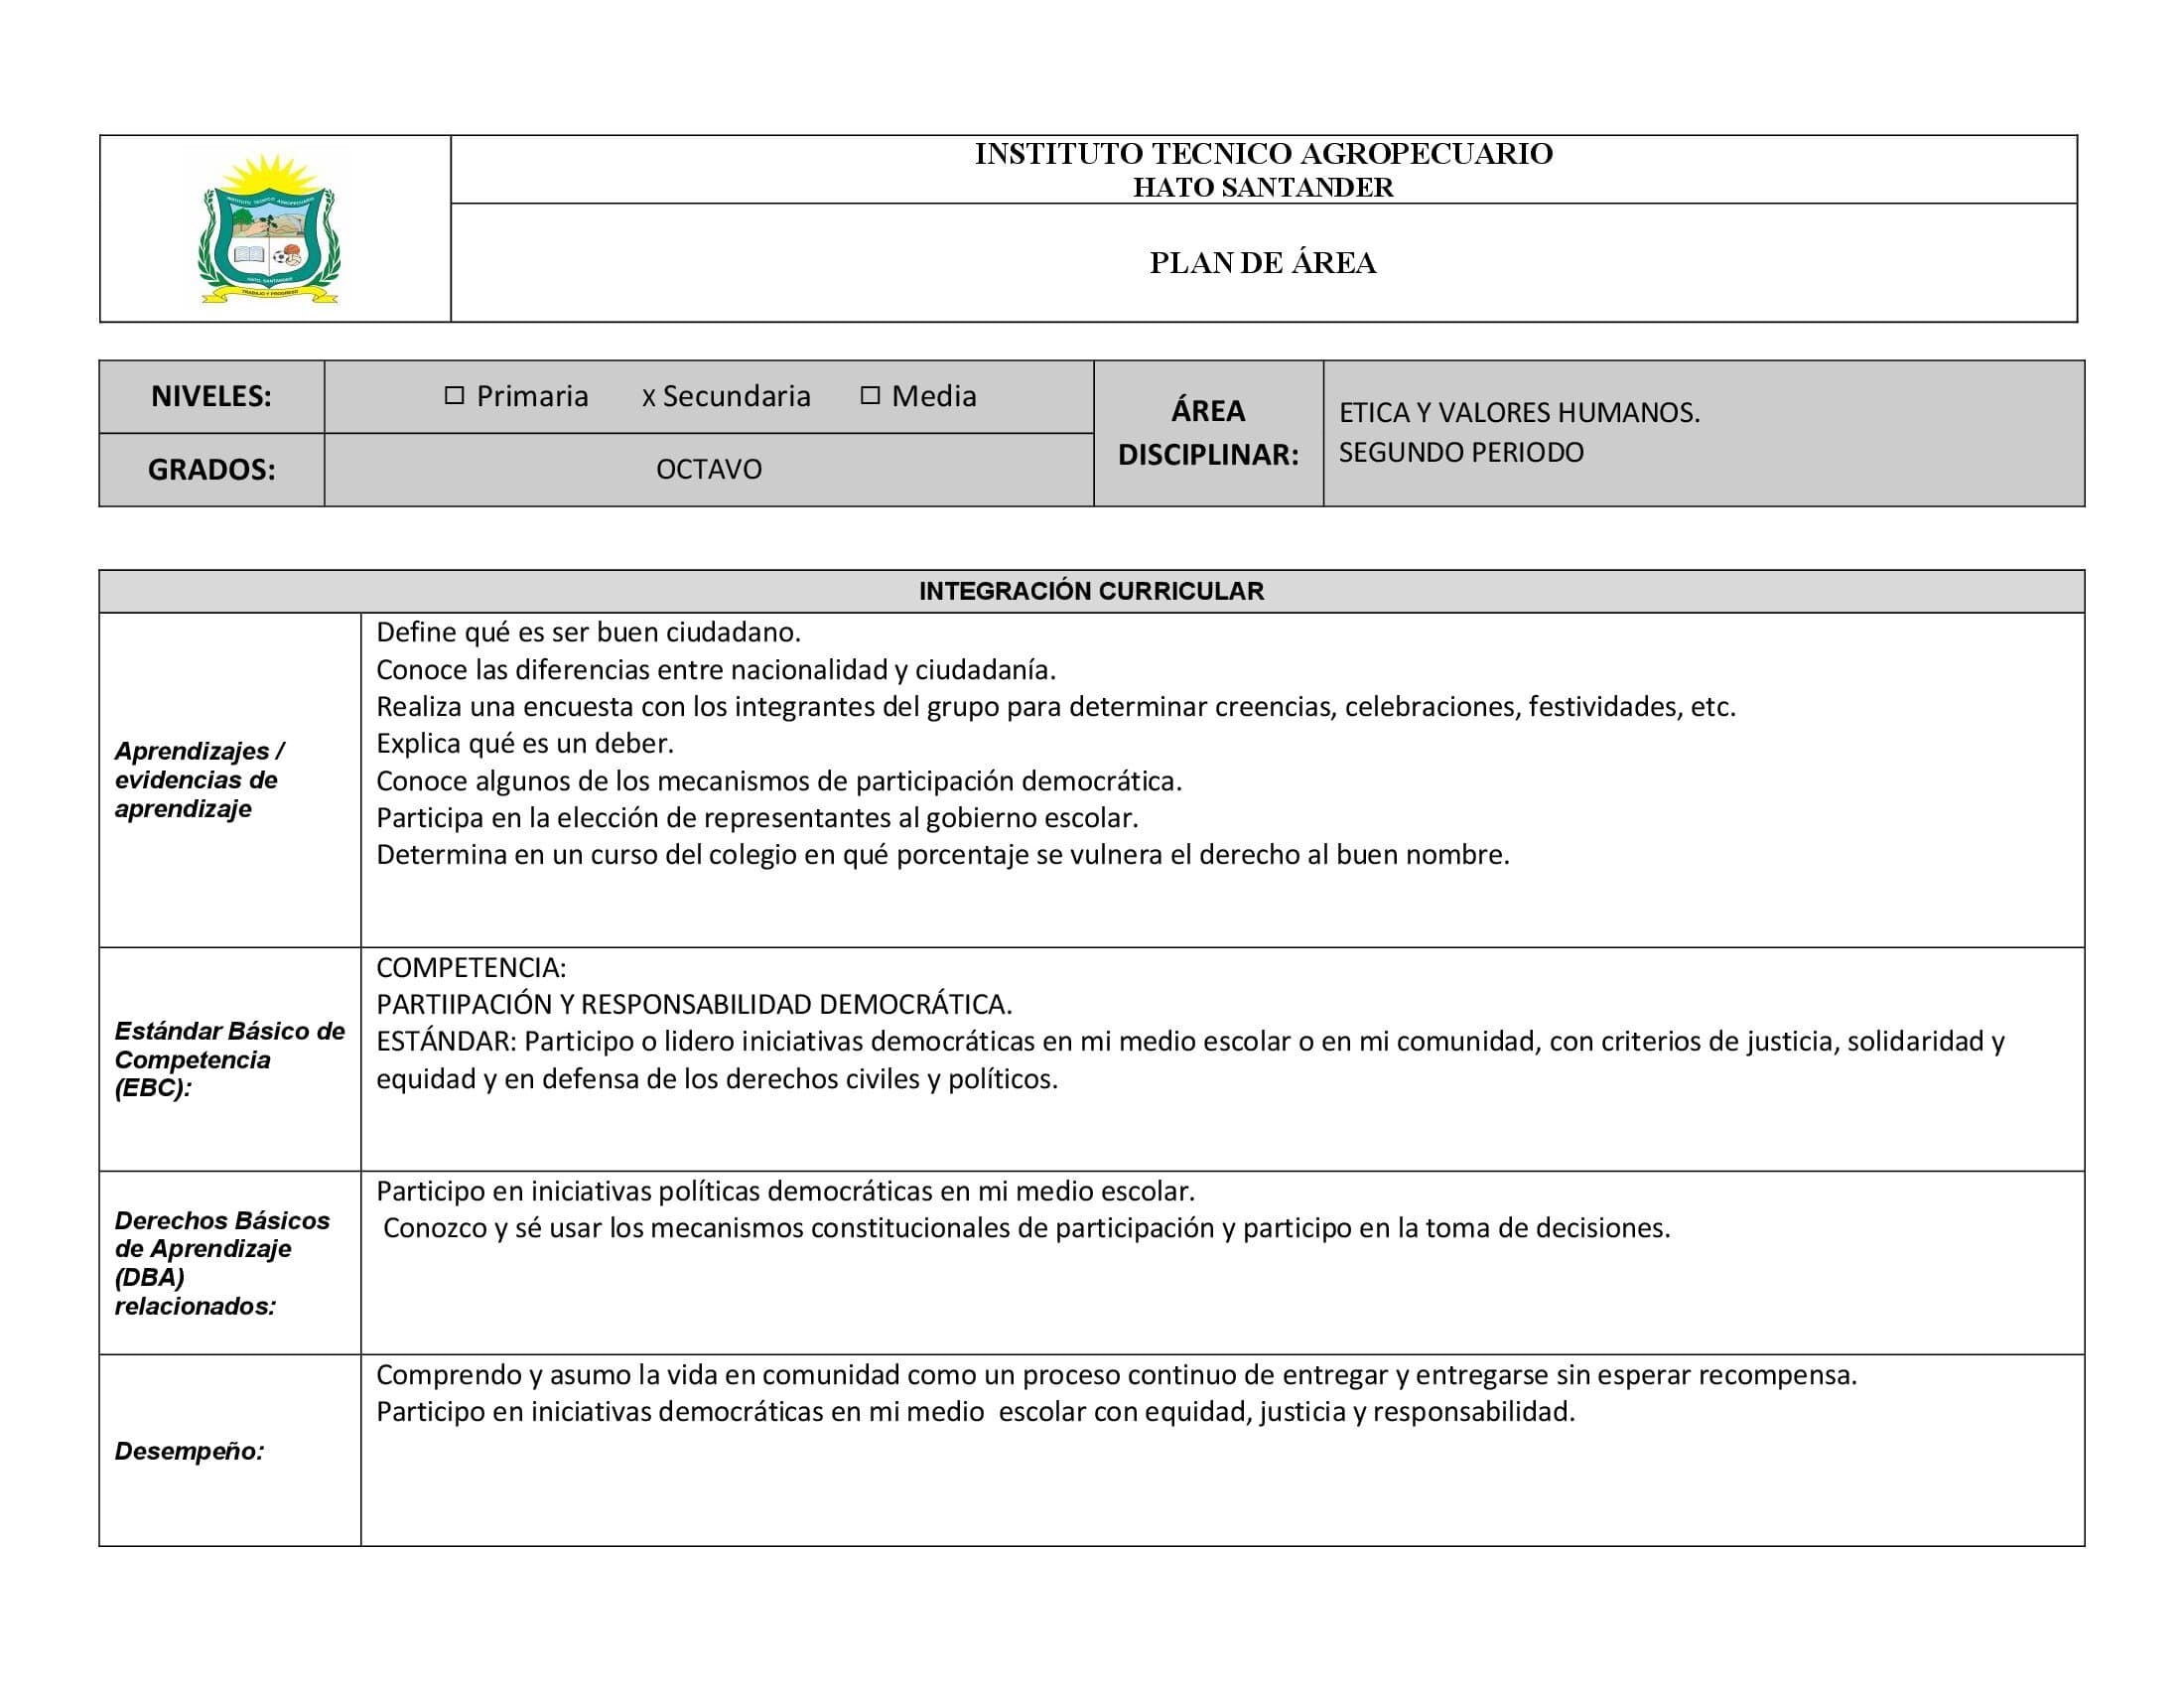 INSTITUTO TECNICO AGROPECUARIO
HATO SANTANDER
PLAN DE ÁREA
INSTITUTO TECNICO AGROPECUARIO
HATO SANTANDER
TRABAJO Y PROGRESO
NIVELES:
☐ Primaria x Secundaria ☐ Media
GRADOS:
OCTAVO
ÁREA
DISCIPLINAR:
ETICA Y VALORES HUMANOS.
SEGUNDO PERIODO
INTEGRACIÓN CURRICULAR
Aprendizajes /
evidencias de
aprendizaje
Define qué es ser buen ciudadano.
Conoce las diferencias entre nacionalidad y ciudadanía.
Realiza una encuesta con los integrantes del grupo para determinar creencias, celebraciones, festividades, etc.
Explica qué es un deber.
Conoce algunos de los mecanismos de participación democrática.
Participa en la elección de representantes al gobierno escolar.
Determina en un curso del colegio en qué porcentaje se vulnera el derecho al buen nombre.
Estándar Básico de
Competencia
(EBC):
COMPETENCIA:
PARTIIPACIÓN Y RESPONSABILIDAD DEMOCRÁTICA.
ESTÁNDAR: Participo o lidero iniciativas democráticas en mi medio escolar o en mi comunidad, con criterios de justicia, solidaridad y
equidad y en defensa de los derechos civiles y políticos.
Derechos Básicos
de Aprendizaje
(DBA)
relacionados:
Participo en iniciativas políticas democráticas en mi medio escolar.
Conozco y sé usar los mecanismos constitucionales de participación y participo en la toma de decisiones.
Desempeño:
Comprendo y asumo la vida en comunidad como un proceso continuo de entregar y entregarse sin esperar recompensa.
Participo en iniciativas democráticas en mi medio escolar con equidad, justicia y responsabilidad.